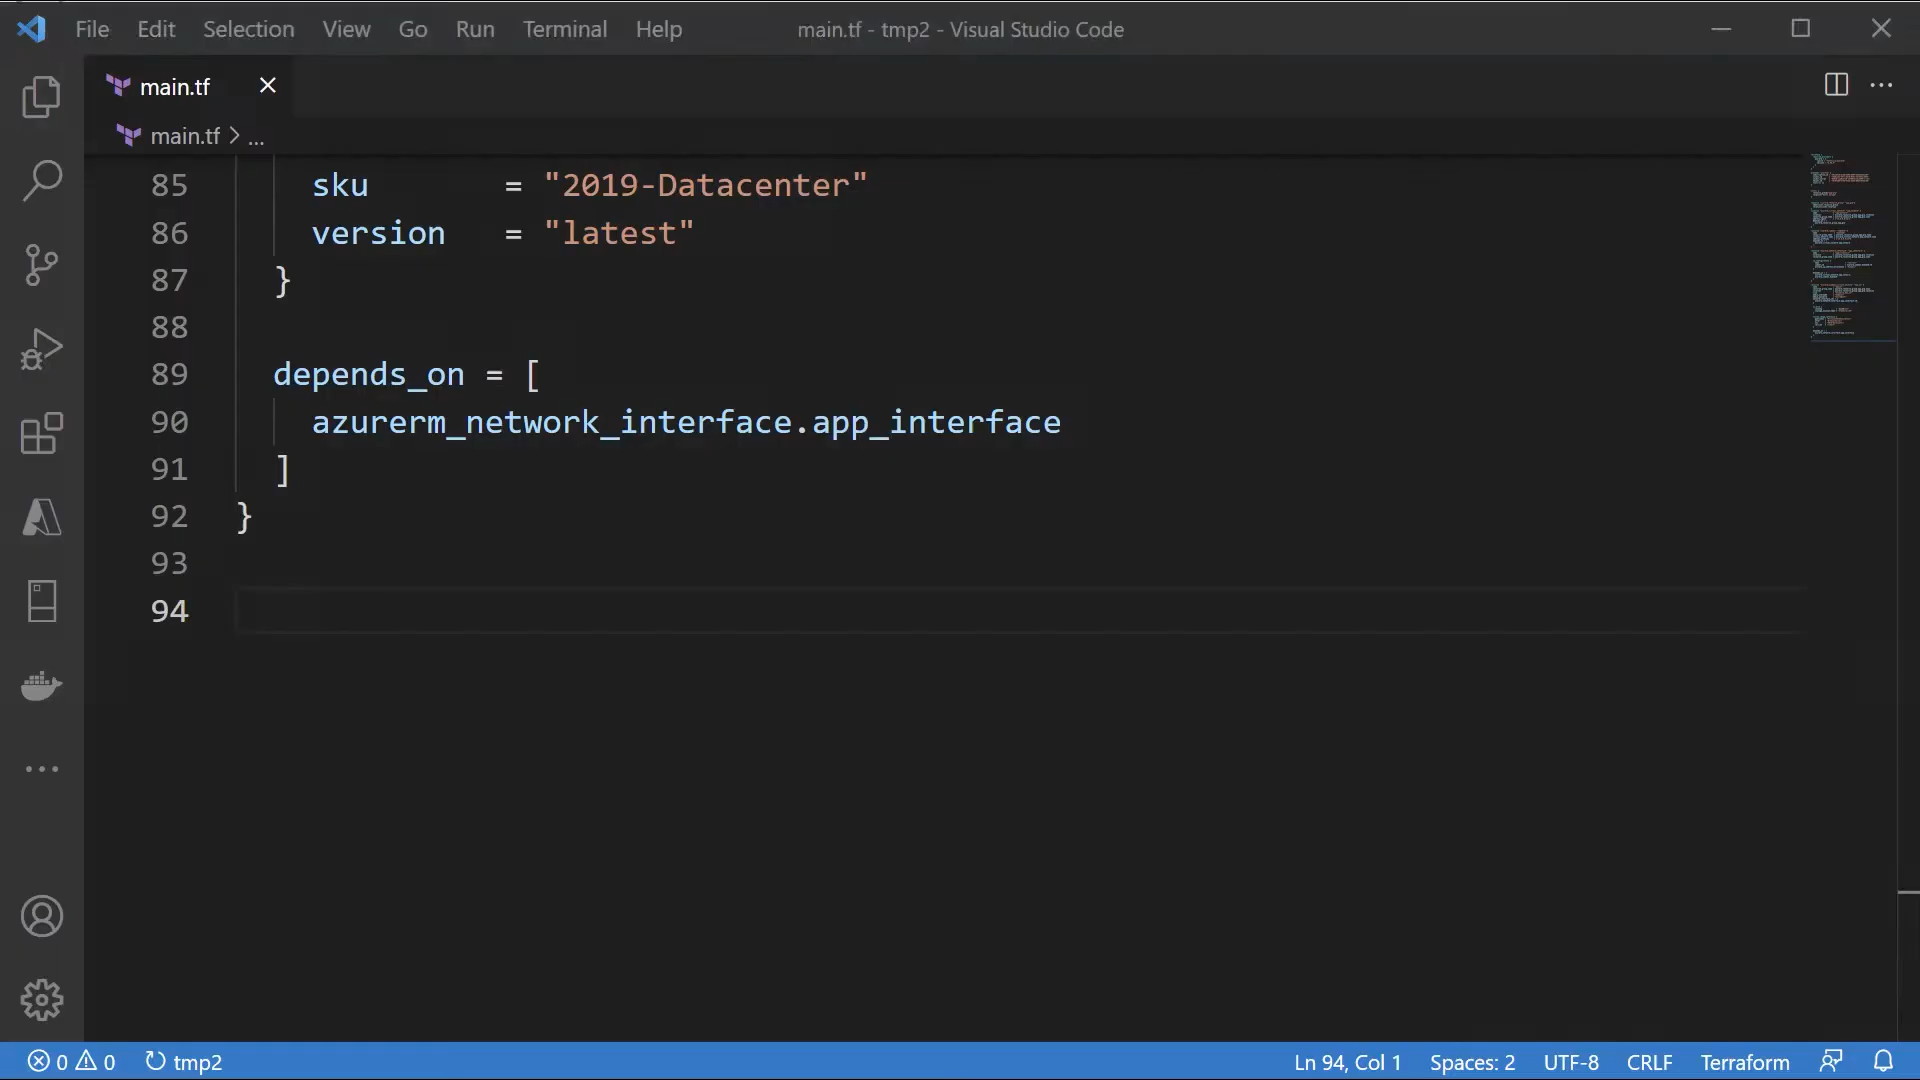 File Edit Selection View Go Run Terminal Help main.tf - tmp2 - Visual Studio Code
main.tf
main.tf > ...
85 sku = "2019-Datacenter"
86 version = "latest"
87 }
88
89 depends_on = [
90 azurerm_network_interface.app_interface
91 ]
92 }
93
94
0 0 tmp2 Ln 94, Col 1 Spaces: 2 UTF-8 CRLF Terraform